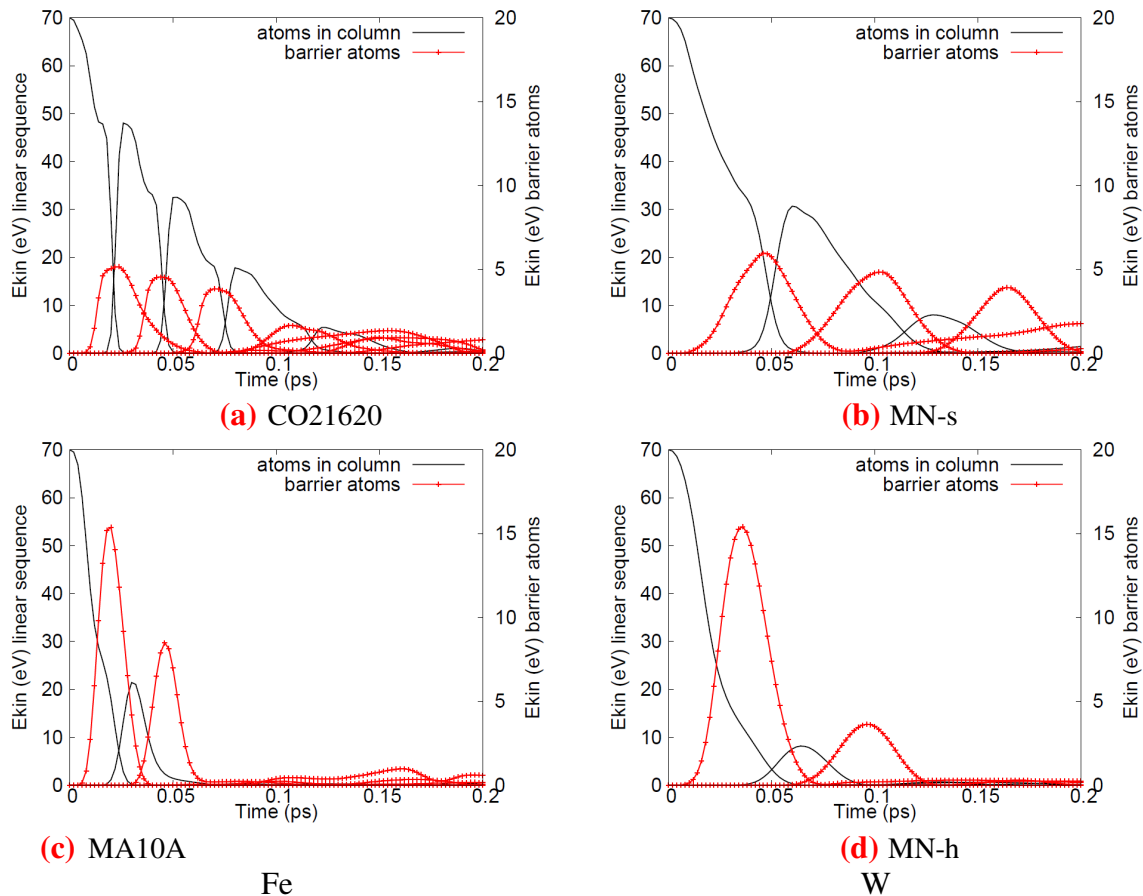 atoms in column
barrier atoms
Ekin (eV) linear sequence
Ekin (eV) barrier atoms
70
60
50
40
30
20
10
0
20
15
10
5
0
0
0.05
0.1
0.15
0.2
Time (ps)
(a) CO21620
atoms in column
barrier atoms
Ekin (eV) linear sequence
Ekin (eV) barrier atoms
70
60
50
40
30
20
10
0
20
15
10
5
0
0
0.05
0.1
0.15
0.2
Time (ps)
(b) MN-s
atoms in column
barrier atoms
Ekin (eV) linear sequence
Ekin (eV) barrier atoms
70
60
50
40
30
20
10
0
20
15
10
5
0
0
0.05
0.1
0.15
0.2
Time (ps)
(c) MA10A
atoms in column
barrier atoms
Ekin (eV) linear sequence
Ekin (eV) barrier atoms
70
60
50
40
30
20
10
0
20
15
10
5
0
0
0.05
0.1
0.15
0.2
Time (ps)
(d) MN-h
Fe
W